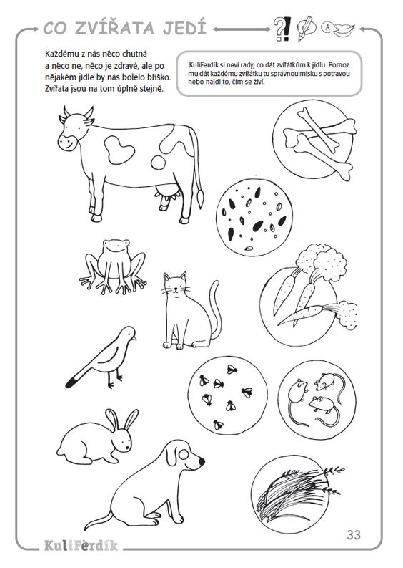 CO ZVÍŘATA JEDÍ
Každému z nás něco chutná
a něco ne, něco je zdravé, ale po
nějakém jídle by nás bolelo bříško.
Zvířata jsou na tom úplně stejně.
KuliFerdík si neví rady, co dát zvířátkům k jídlu. Pomoz
mu dát každému zvířátku tu správnou misku s potravou
nebo najdi to, čím se živí.
33
KuliFerdík